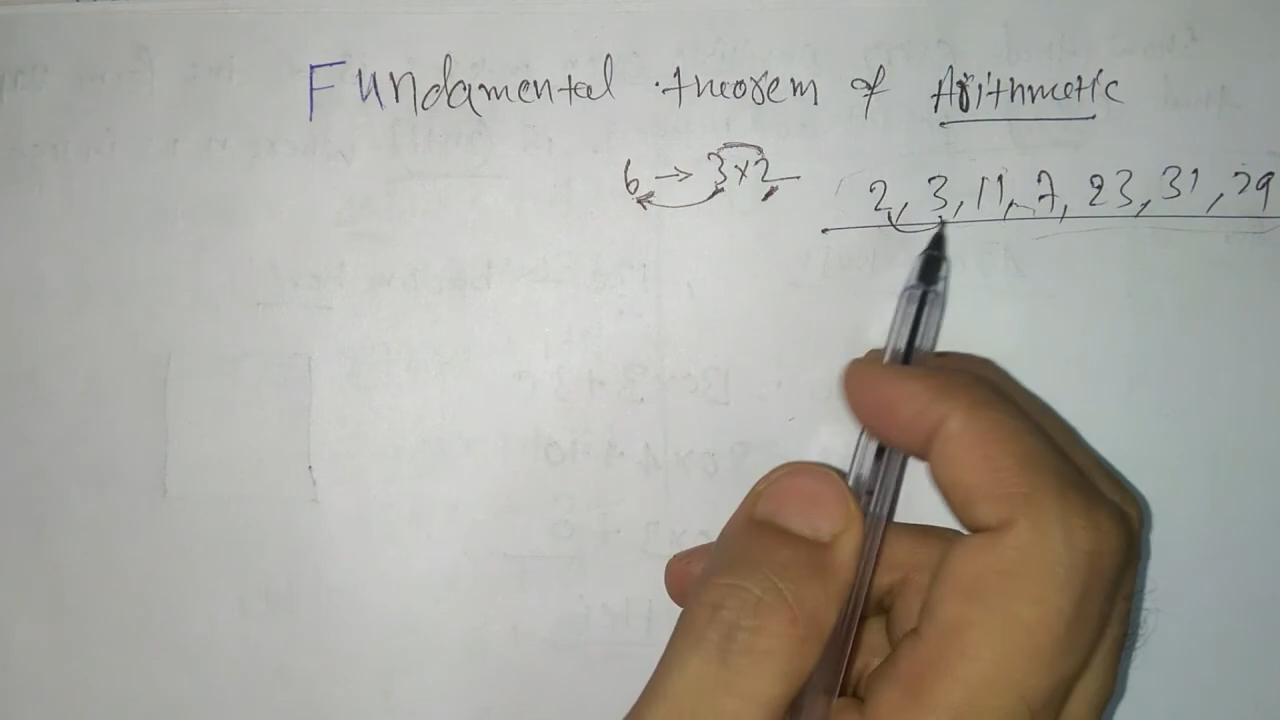 Fundamental theorem of Arithmetic
6 → 3×2
2, 3, 11, 7, 23, 31, 29